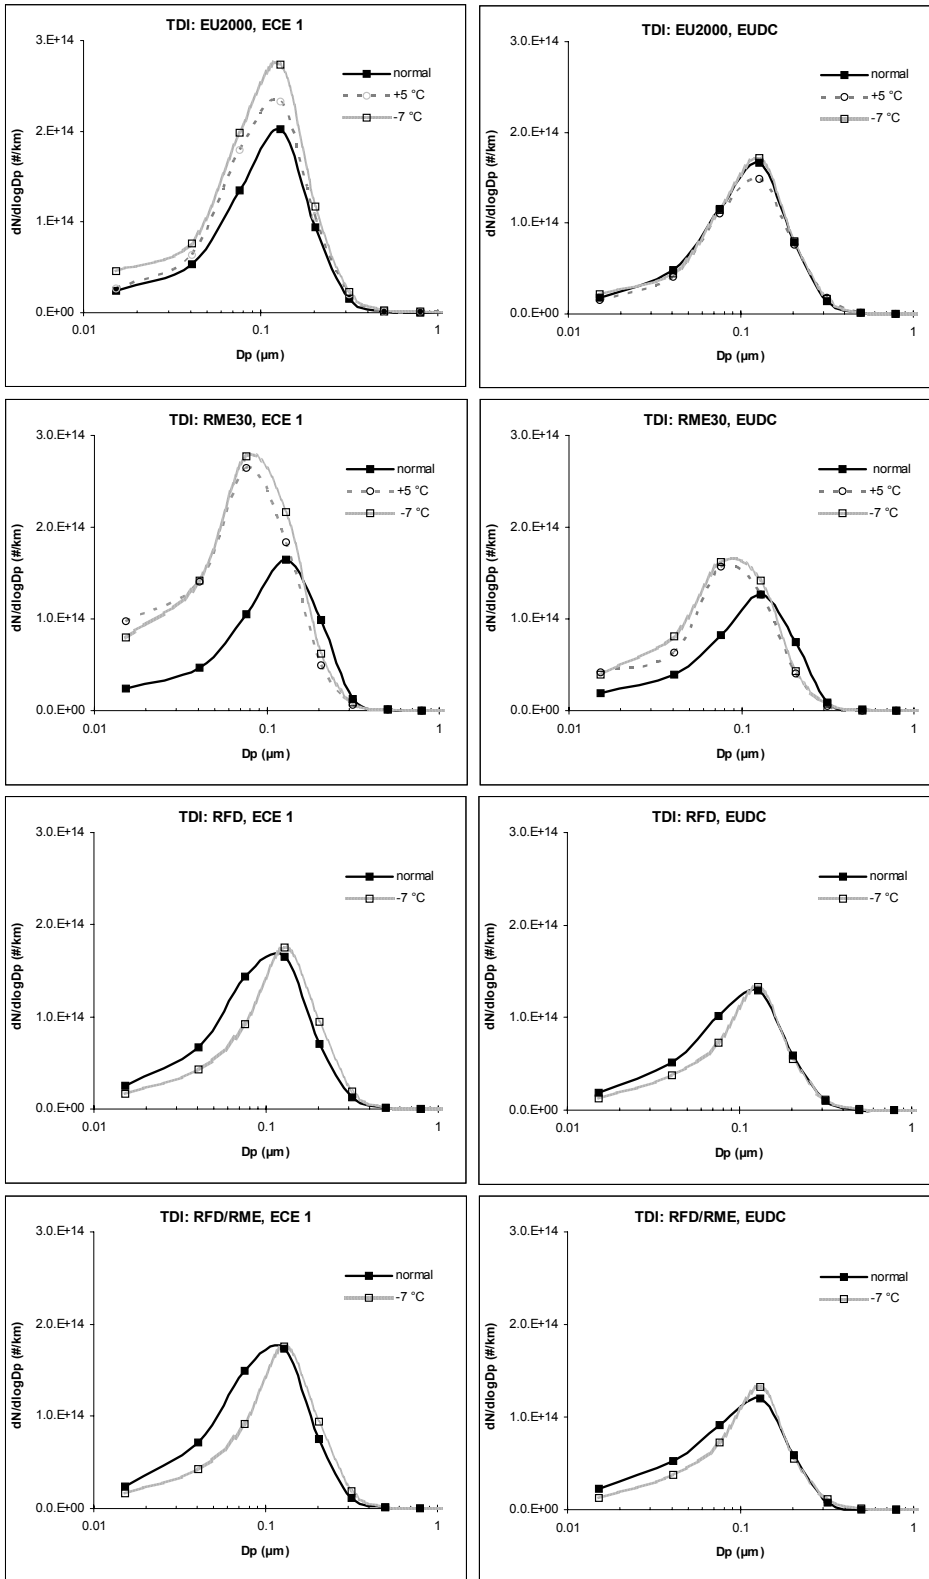 TDI: EU2000, ECE 1
3.E+14
2.E+14
1.E+14
0.E+00
dN/dlogDp (#/km)
normal
+5 °C
-7 °C
0.01 0.1 1
Dp (µm)
TDI: EU2000, EUDC
3.0.E+14
2.0.E+14
1.0.E+14
0.0.E+00
dN/dlogDp (#/km)
normal
+5 °C
-7 °C
0.01 0.1 1
Dp (µm)
TDI: RME30, ECE 1
3.0.E+14
2.0.E+14
1.0.E+14
0.0.E+00
dN/dlogDp (#/km)
normal
+5 °C
-7 °C
0.01 0.1 1
Dp (µm)
TDI: RME30, EUDC
3.0.E+14
2.0.E+14
1.0.E+14
0.0.E+00
dN/dlogDp (#/km)
normal
+5 °C
-7 °C
0.01 0.1 1
Dp (µm)
TDI: RFD, ECE 1
3.0.E+14
2.0.E+14
1.0.E+14
0.0.E+00
dN/dlogDp (#/km)
normal
-7 °C
0.01 0.1 1
Dp (µm)
TDI: RFD, EUDC
3.0.E+14
2.0.E+14
1.0.E+14
0.0.E+00
dN/dlogDp (#/km)
normal
-7 °C
0.01 0.1 1
Dp (µm)
TDI: RFD/RME, ECE 1
3.0.E+14
2.0.E+14
1.0.E+14
0.0.E+00
dN/dlogDp (#/km)
normal
-7 °C
0.01 0.1 1
Dp (µm)
TDI: RFD/RME, EUDC
3.0.E+14
2.0.E+14
1.0.E+14
0.0.E+00
dN/dlogDp (#/km)
normal
-7 °C
0.01 0.1 1
Dp (µm)